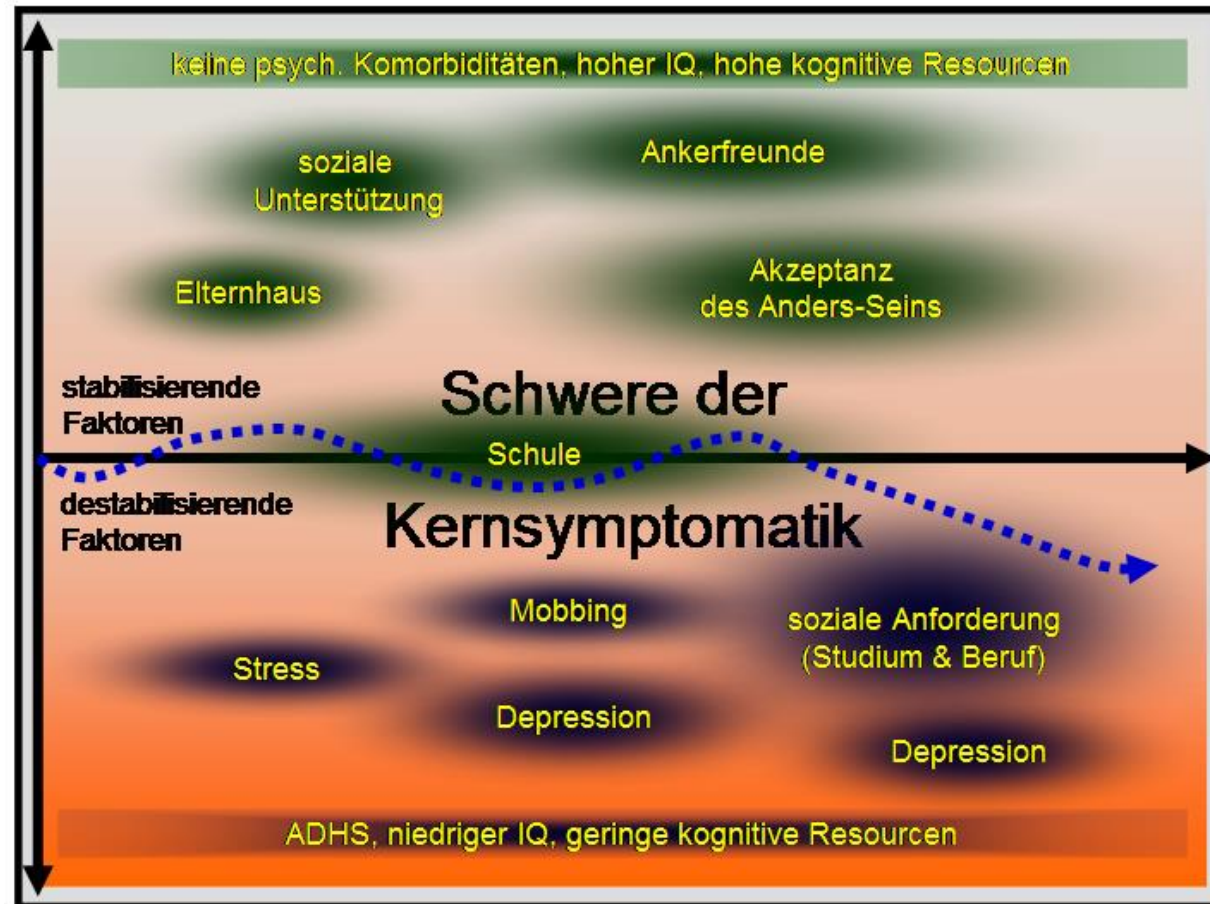 keine psych. Komorbiditäten, hoher IQ, hohe kognitive Resourcen
soziale
Unterstützung
Ankerfreunde
Elternhaus
Akzeptanz
des Anders-Seins
stabilisierende
Faktoren
Schwere der
Schule
destabilisierende
Faktoren
Kernsymptomatik
Mobbing
soziale Anforderung
(Studium & Beruf)
Stress
Depression
Depression
ADHS, niedriger IQ, geringe kognitive Resourcen